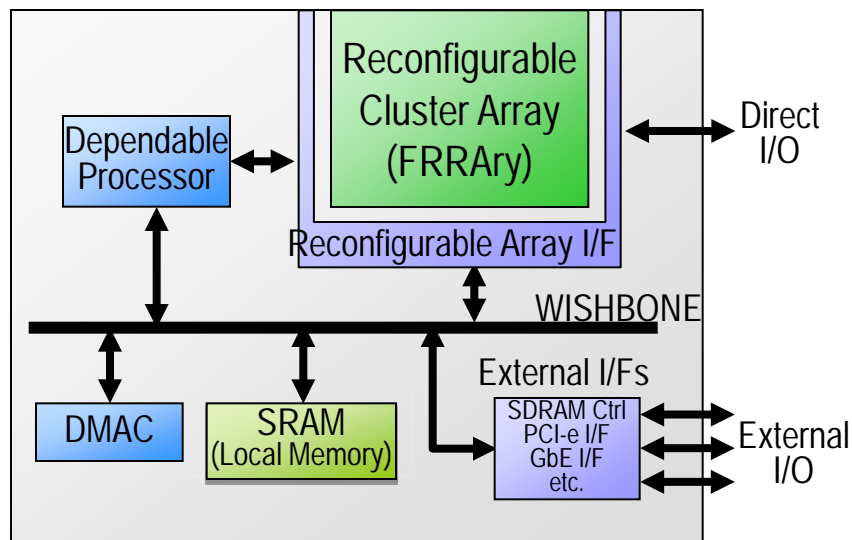 Reconfigurable
Cluster Array
(FRRAry)
Dependable
Processor
Direct
I/O
Reconfigurable Array I/F
WISHBONE
External I/Fs
DMAC
SRAM
(Local Memory)
SDRAM Ctrl
PCI-e I/F
GbE I/F
etc.
External
I/O